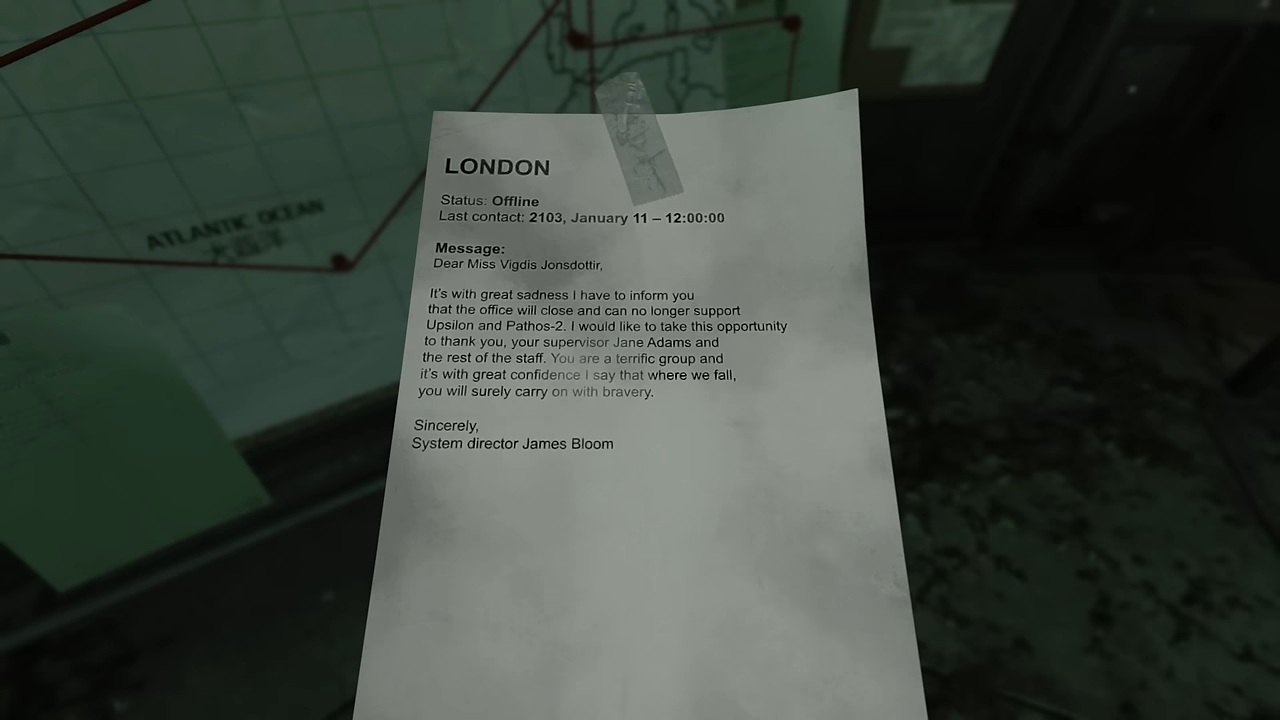 LONDON
Status: Offline
Last contact: 2103, January 11 – 12:00:00
Message:
Dear Miss Vigdis Jonsdottir,
It's with great sadness I have to inform you
that the office will close and can no longer support
Upsilon and Pathos-2. I would like to take this opportunity
to thank you, your supervisor Jane Adams and
the rest of the staff. You are a terrific group and
it's with great confidence I say that where we fall,
you will surely carry on with bravery.
Sincerely,
System director James Bloom
ATLANTIC OCEAN
大西洋